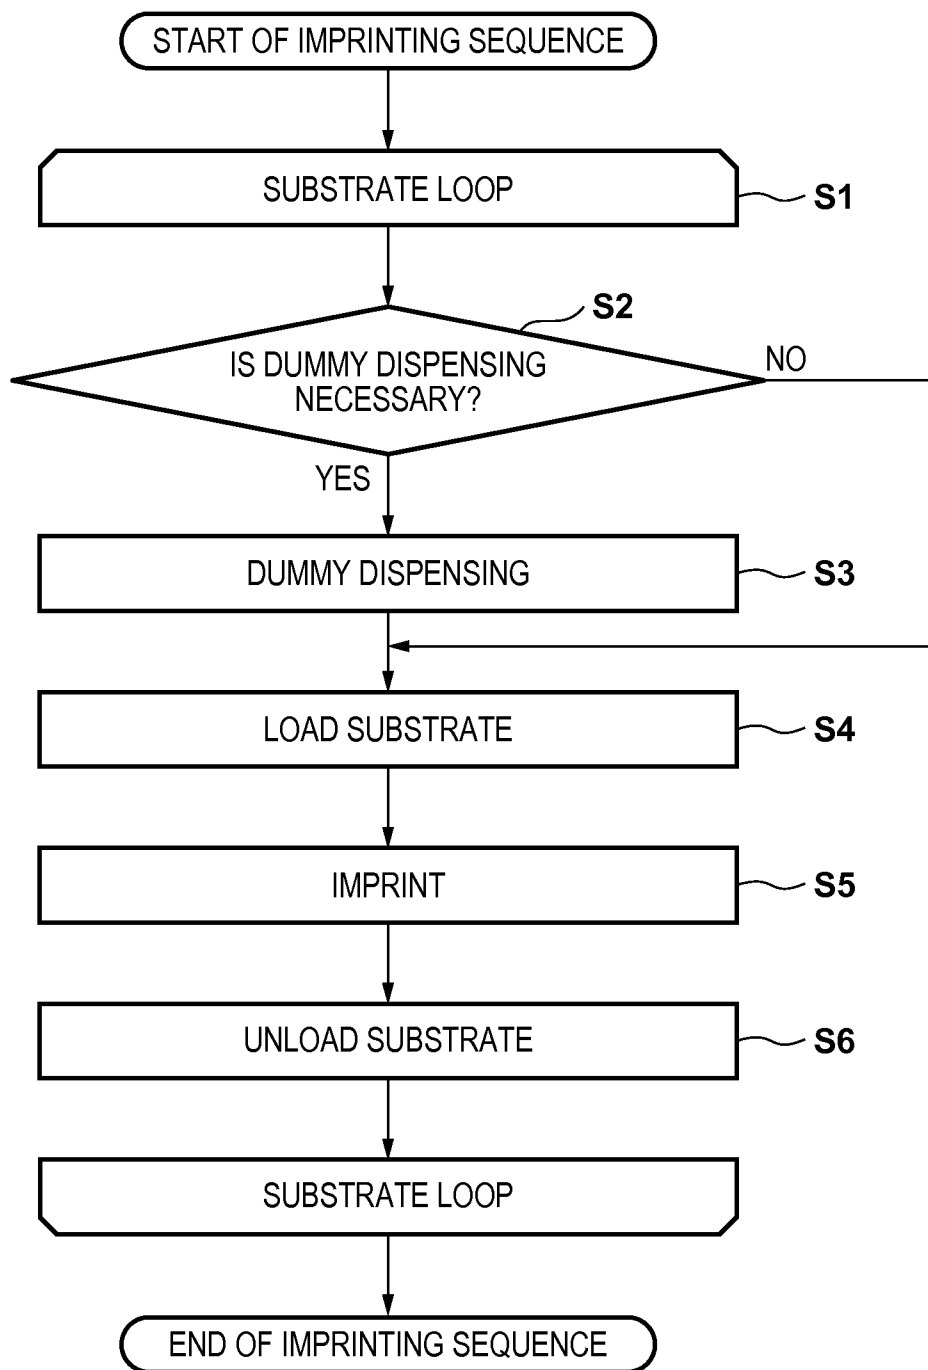 START OF IMPRINTING SEQUENCE
SUBSTRATE LOOP
S1
S2
IS DUMMY DISPENSING
NECESSARY?
NO
YES
DUMMY DISPENSING
S3
LOAD SUBSTRATE
S4
IMPRINT
S5
UNLOAD SUBSTRATE
S6
SUBSTRATE LOOP
END OF IMPRINTING SEQUENCE